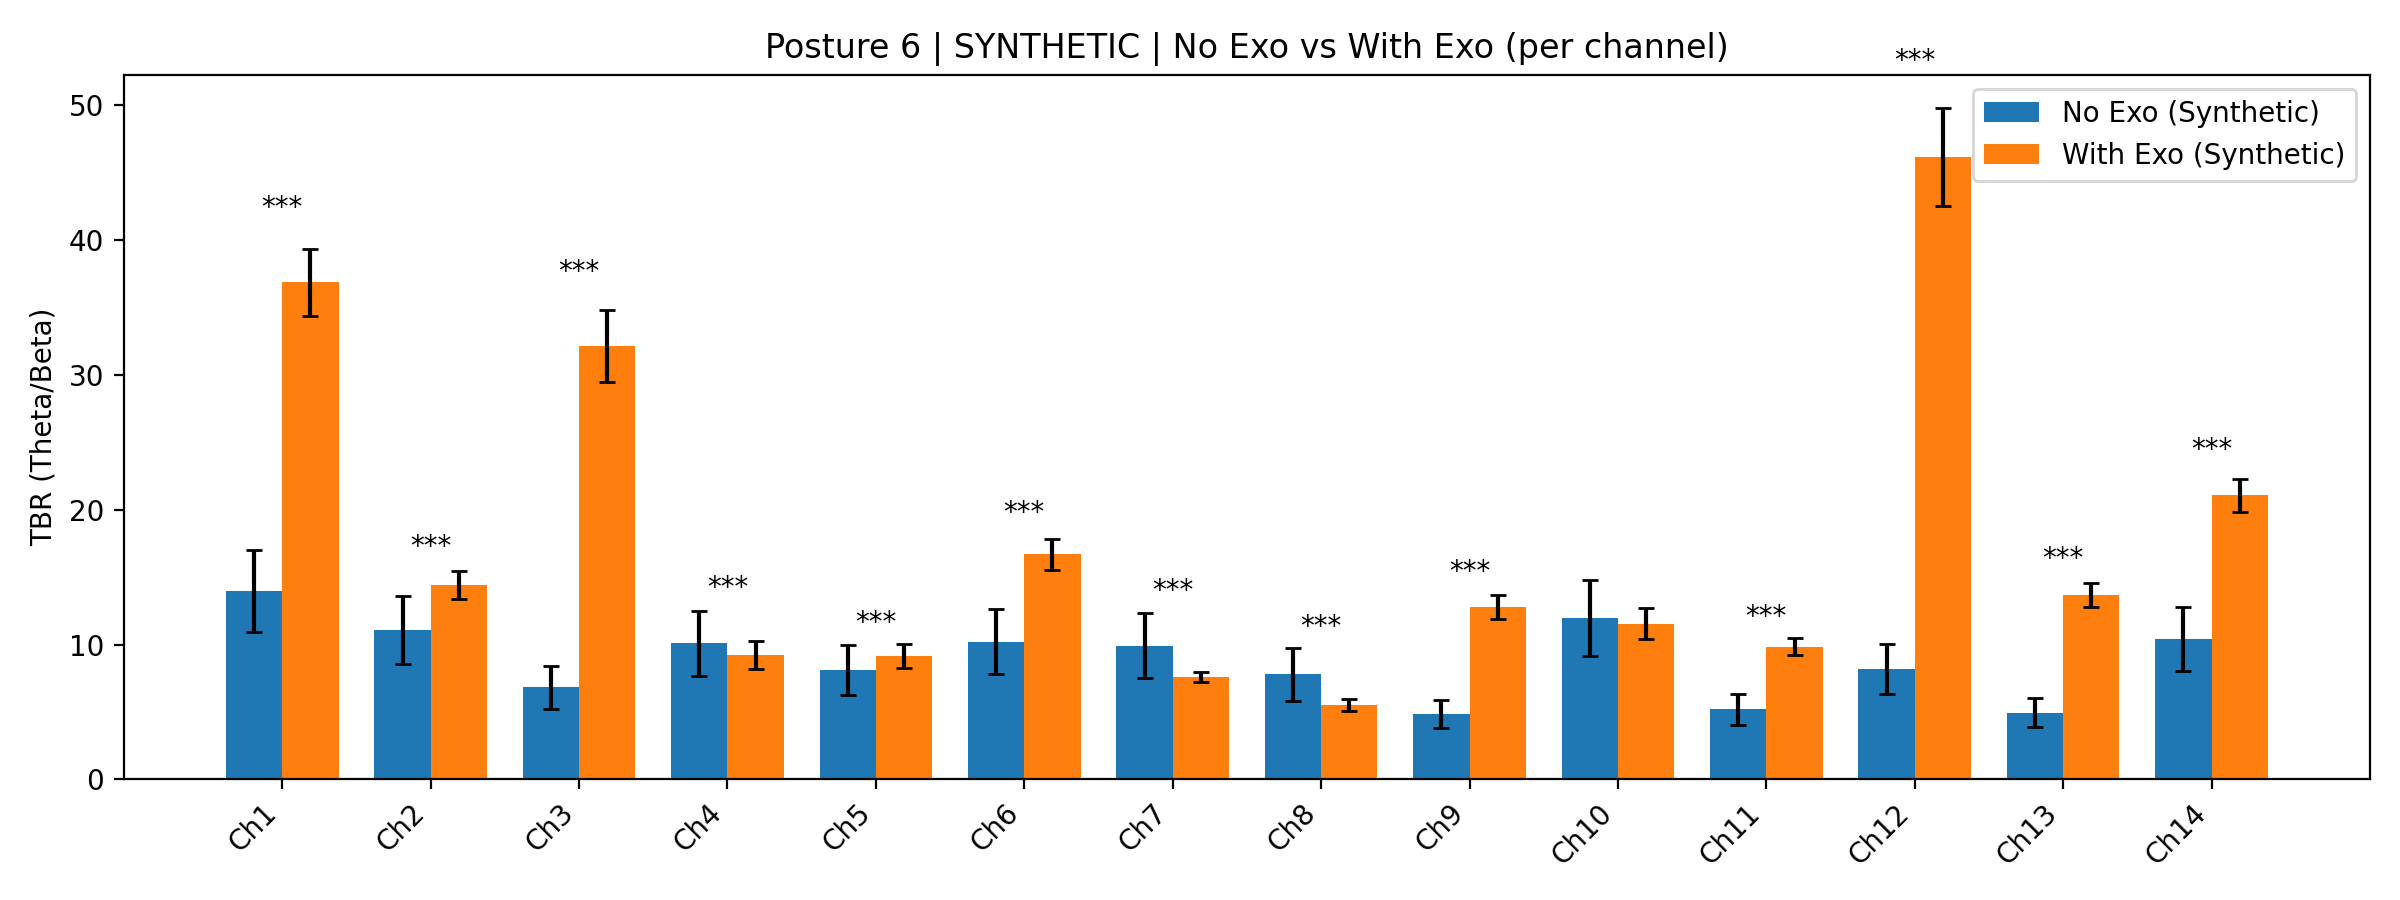 Posture 6 | SYNTHETIC | No Exo vs With Exo (per channel)
***
No Exo (Synthetic)
With Exo (Synthetic)
50
***
40
***
30
***
20
***
***
***
***
***
***
***
***
***
10
0
TBR (Theta/Beta)
Ch1
Ch2
Ch3
Ch4
Ch5
Ch6
Ch7
Ch8
Ch9
Ch10
Ch11
Ch12
Ch13
Ch14